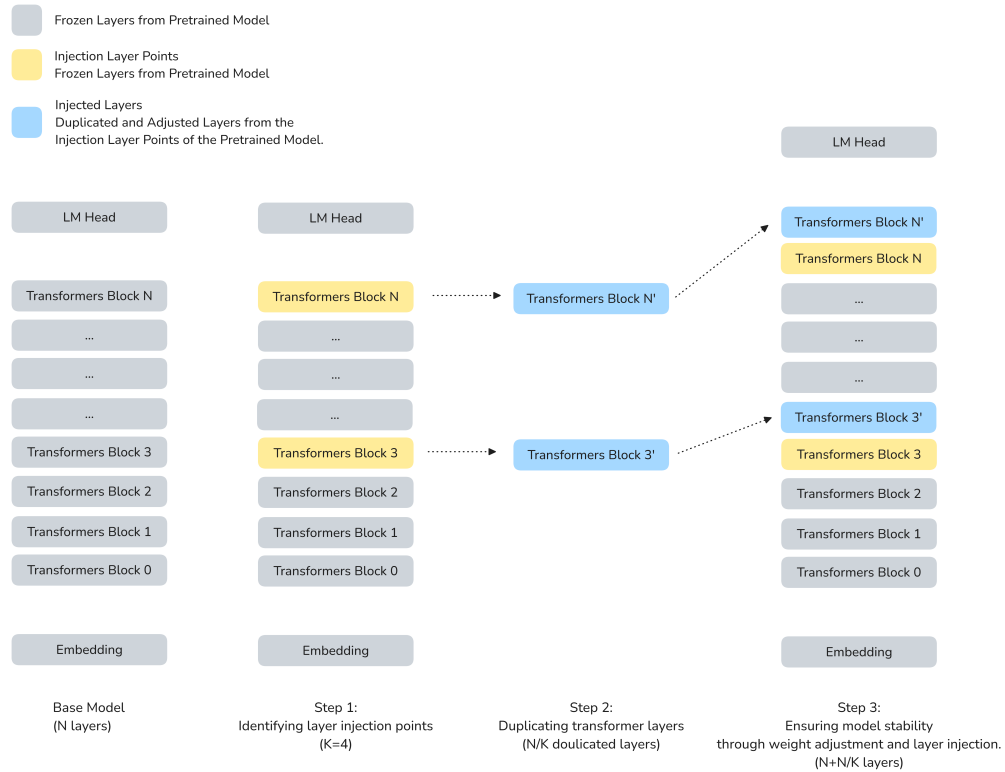 Frozen Layers from Pretrained Model
Injection Layer Points
Frozen Layers from Pretrained Model
Injected Layers
Duplicated and Adjusted Layers from the
Injection Layer Points of the Pretrained Model.
LM Head
Transformers Block N
...
...
...
Transformers Block 3
Transformers Block 2
Transformers Block 1
Transformers Block 0
Embedding
Base Model
(N layers)
LM Head
Transformers Block N
...
...
...
Transformers Block 3
Transformers Block 2
Transformers Block 1
Transformers Block 0
Embedding
Step 1:
Identifying layer injection points
(K=4)
Transformers Block N'
Transformers Block 3'
Step 2:
Duplicating transformer layers
(N/K doulicated layers)
LM Head
Transformers Block N'
Transformers Block N
...
...
...
Transformers Block 3'
Transformers Block 3
Transformers Block 2
Transformers Block 1
Transformers Block 0
Embedding
Step 3:
Ensuring model stability
through weight adjustment and layer injection.
(N+N/K layers)